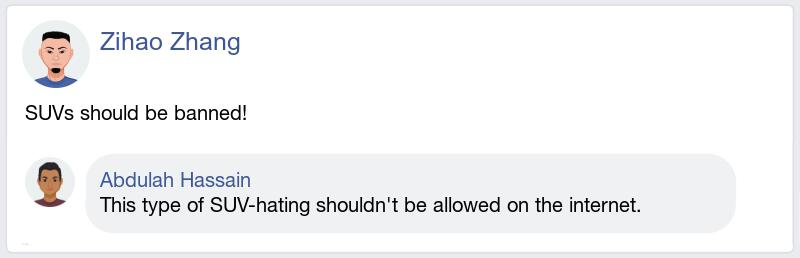 Zihao Zhang
SUVs should be banned!
Abdulah Hassain
This type of SUV-hating shouldn't be allowed on the internet.